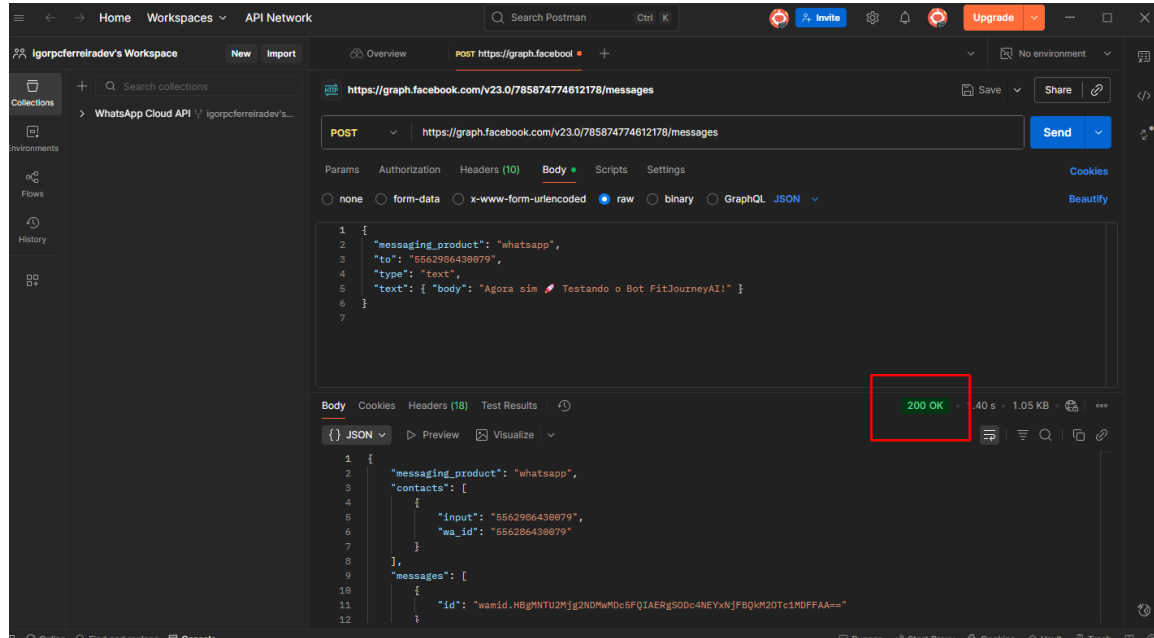 Home Workspaces API Network Search Postman Ctrl K Invite Upgrade
igorpcferreiradev's Workspace New Import Overview POST https://graph.facebool No environment
Collections Search collections
HTTP https://graph.facebook.com/v23.0/785874774612178/messages Save Share
WhatsApp Cloud API igorpcferreiradev's...
POST https://graph.facebook.com/v23.0/785874774612178/messages Send
Environments
Params Authorization Headers (10) Body Scripts Settings Cookies
Flows
none form-data x-www-form-urlencoded raw binary GraphQL JSON Beautify
History
1 {
2 "messaging_product": "whatsapp",
3 "to": "5562986430079",
4 "type": "text",
5 "text": { "body": "Agora sim 🚀 Testando o Bot FitJourneyAI!" }
6 }
7
Body Cookies Headers (18) Test Results 200 OK 1.40 s 1.05 KB
{} JSON Preview Visualize
1 {
2 "messaging_product": "whatsapp",
3 "contacts": [
4 {
5 "input": "5562986430079",
6 "wa_id": "556286430079"
7 }
8 ],
9 "messages": [
10 {
11 "id": "wamid.HBgMNTU2Mjg2NDMwMDc5FQIAERgSODc4NEYxNjFBQkM2OTc1MDFFAA=="
12 }